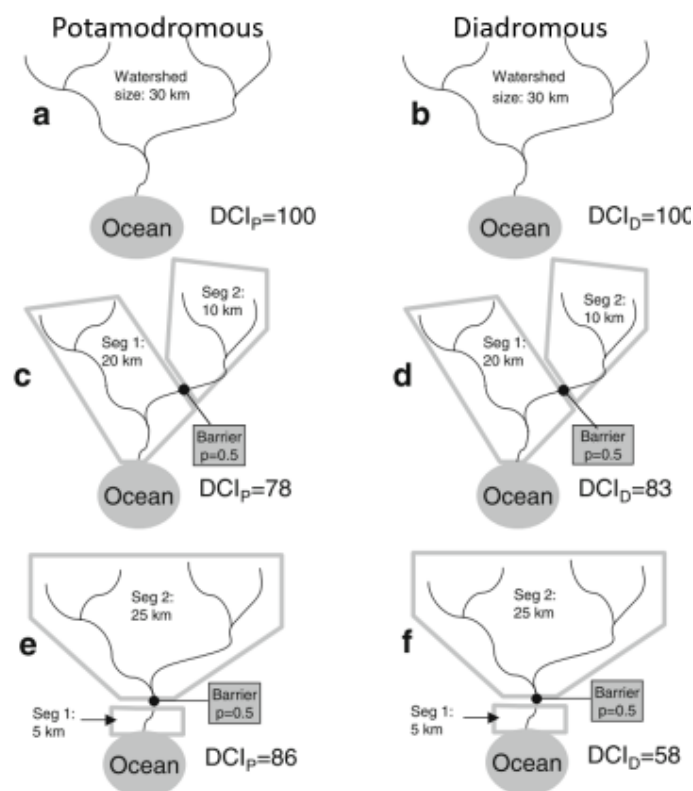 Potamodromous
Diadromous
Watershed
size: 30 km
a
Ocean
DCIP=100
Watershed
size: 30 km
b
Ocean
DCID=100
Seg 2:
10 km
Seg 1:
20 km
c
Barrier
p=0.5
Ocean
DCIP=78
Seg 2:
10 km
Seg 1:
20 km
d
Barrier
p=0.5
Ocean
DCID=83
Seg 2:
25 km
e
Barrier
p=0.5
Seg 1:
5 km
Ocean
DCIP=86
Seg 2:
25 km
f
Barrier
p=0.5
Seg 1:
5 km
Ocean
DCID=58